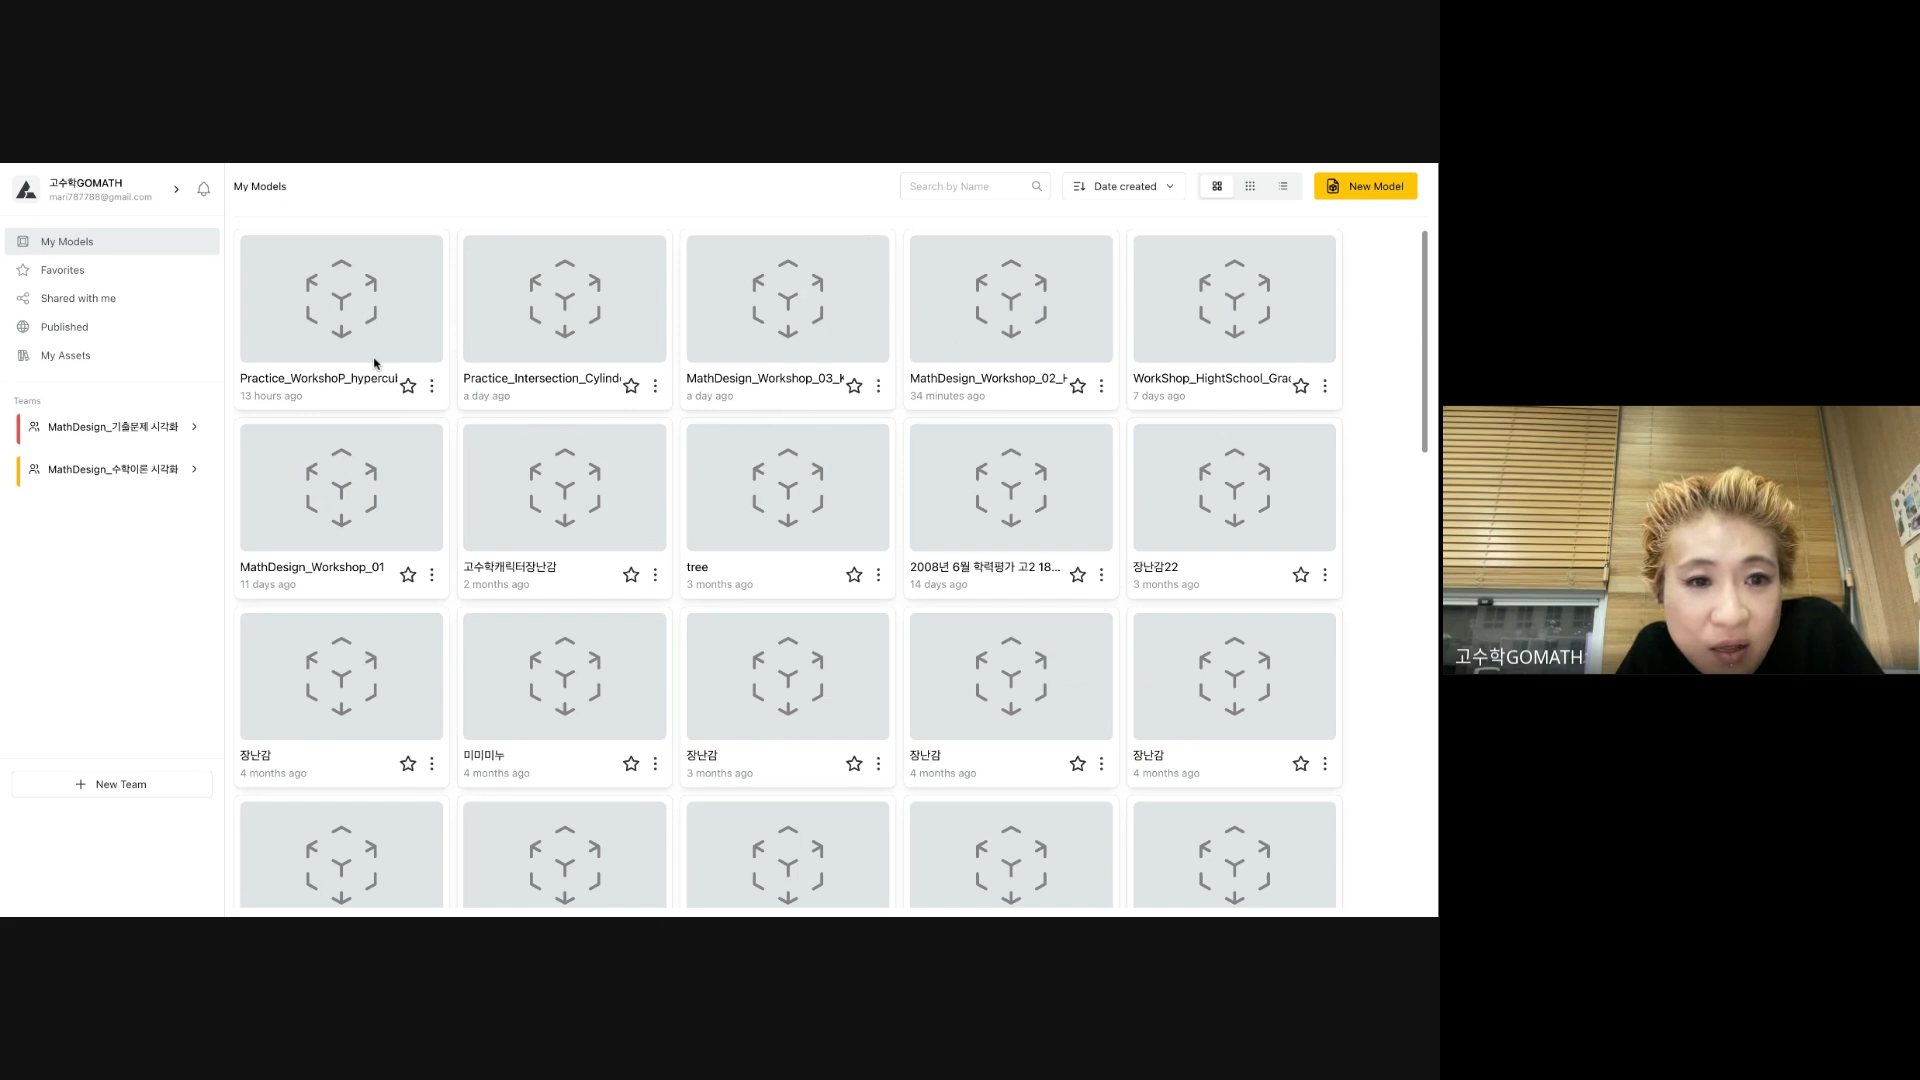 고수학GOMATH
mari787788@gmail.com
My Models
Favorites
Shared with me
Published
My Assets
Teams
MathDesign_기출문제 시각화
MathDesign_수학이론 시각화
New Team
My Models
Search by Name
Date created
New Model
Practice_WorkshoP_hypercu
13 hours ago
Practice_Intersection_Cylind
a day ago
MathDesign_Workshop_03_
a day ago
MathDesign_Workshop_02_
34 minutes ago
WorkShop_HightSchool_Gra
7 days ago
MathDesign_Workshop_01
11 days ago
고수학캐릭터장난감
2 months ago
tree
3 months ago
2008년 6월 학력평가 고2 18...
14 days ago
장난감22
3 months ago
장난감
4 months ago
미미미누
4 months ago
장난감
3 months ago
장난감
4 months ago
장난감
4 months ago
고수학GOMATH